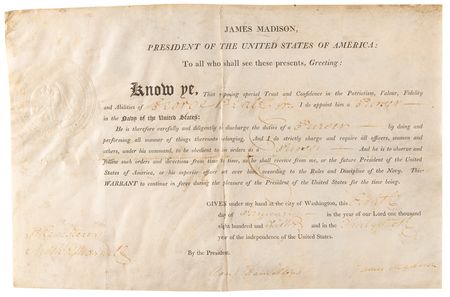 JAMES MADISON,
PRESIDENT OF THE UNITED STATES OF AMERICA:
To all who shall see these presents, Greeting:
Know ye, That reposing special Trust and Confidence in the Patriotism, Valour, Fidelity
and Abilities of I do appoint him a Purser
in the Navy of the United States:
He is therefore carefully and diligently to discharge the duties of a Purser by doing and
performing all manner of things thereunto belonging. And I do strictly charge and require all officers, seamen and
others, under his command, to be obedient to his orders as a Purser And he is to observe and
follow such orders and directions from time to time, as he shall receive from me, or the future President of the United
States of America, or his superior officer set over him, according to the Rules and Discipline of the Navy. This
WARRANT to continue in force during the pleasure of the President of the United States for the time being.
GIVEN under my hand at the city of Washington, this
day of in the year of our Lord one thousand
eight hundred and and in the
year of the independence of the United States.
By the President.
James Madison